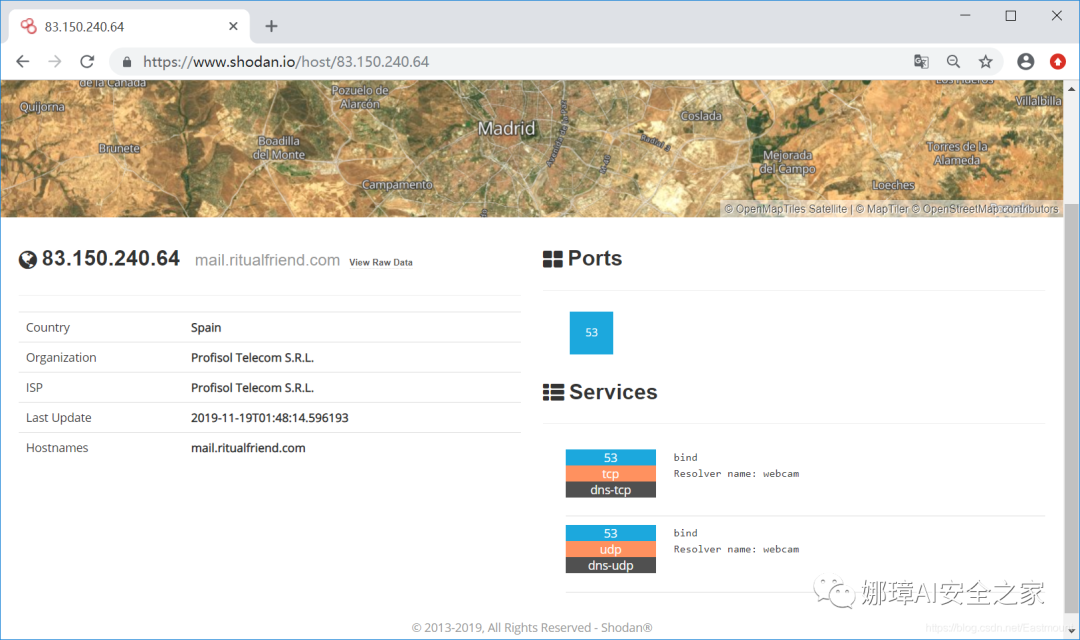 83.150.240.64
https://www.shodan.io/host/83.150.240.64
de la Cañada
Pozuelo de
Alarcón
Quijorna
Villalbilla
Madrid
Coslada
Brunete
Boadilla
del Monte
Radial 3
Torres de la
Alameda
Mejorada
del Campo
Campamento
Loeches
© OpenMapTiles Satellite | © MapTiler © OpenStreetMap contributors
83.150.240.64 mail.ritualfriend.com View Raw Data
Country Spain
Organization Profisol Telecom S.R.L.
ISP Profisol Telecom S.R.L.
Last Update 2019-11-19T01:48:14.596193
Hostnames mail.ritualfriend.com
Ports
53
Services
53
tcp
dns-tcp
bind
Resolver name: webcam
53
udp
dns-udp
bind
Resolver name: webcam
娜璋AI安全之家
© 2013-2019, All Rights Reserved - Shodan®